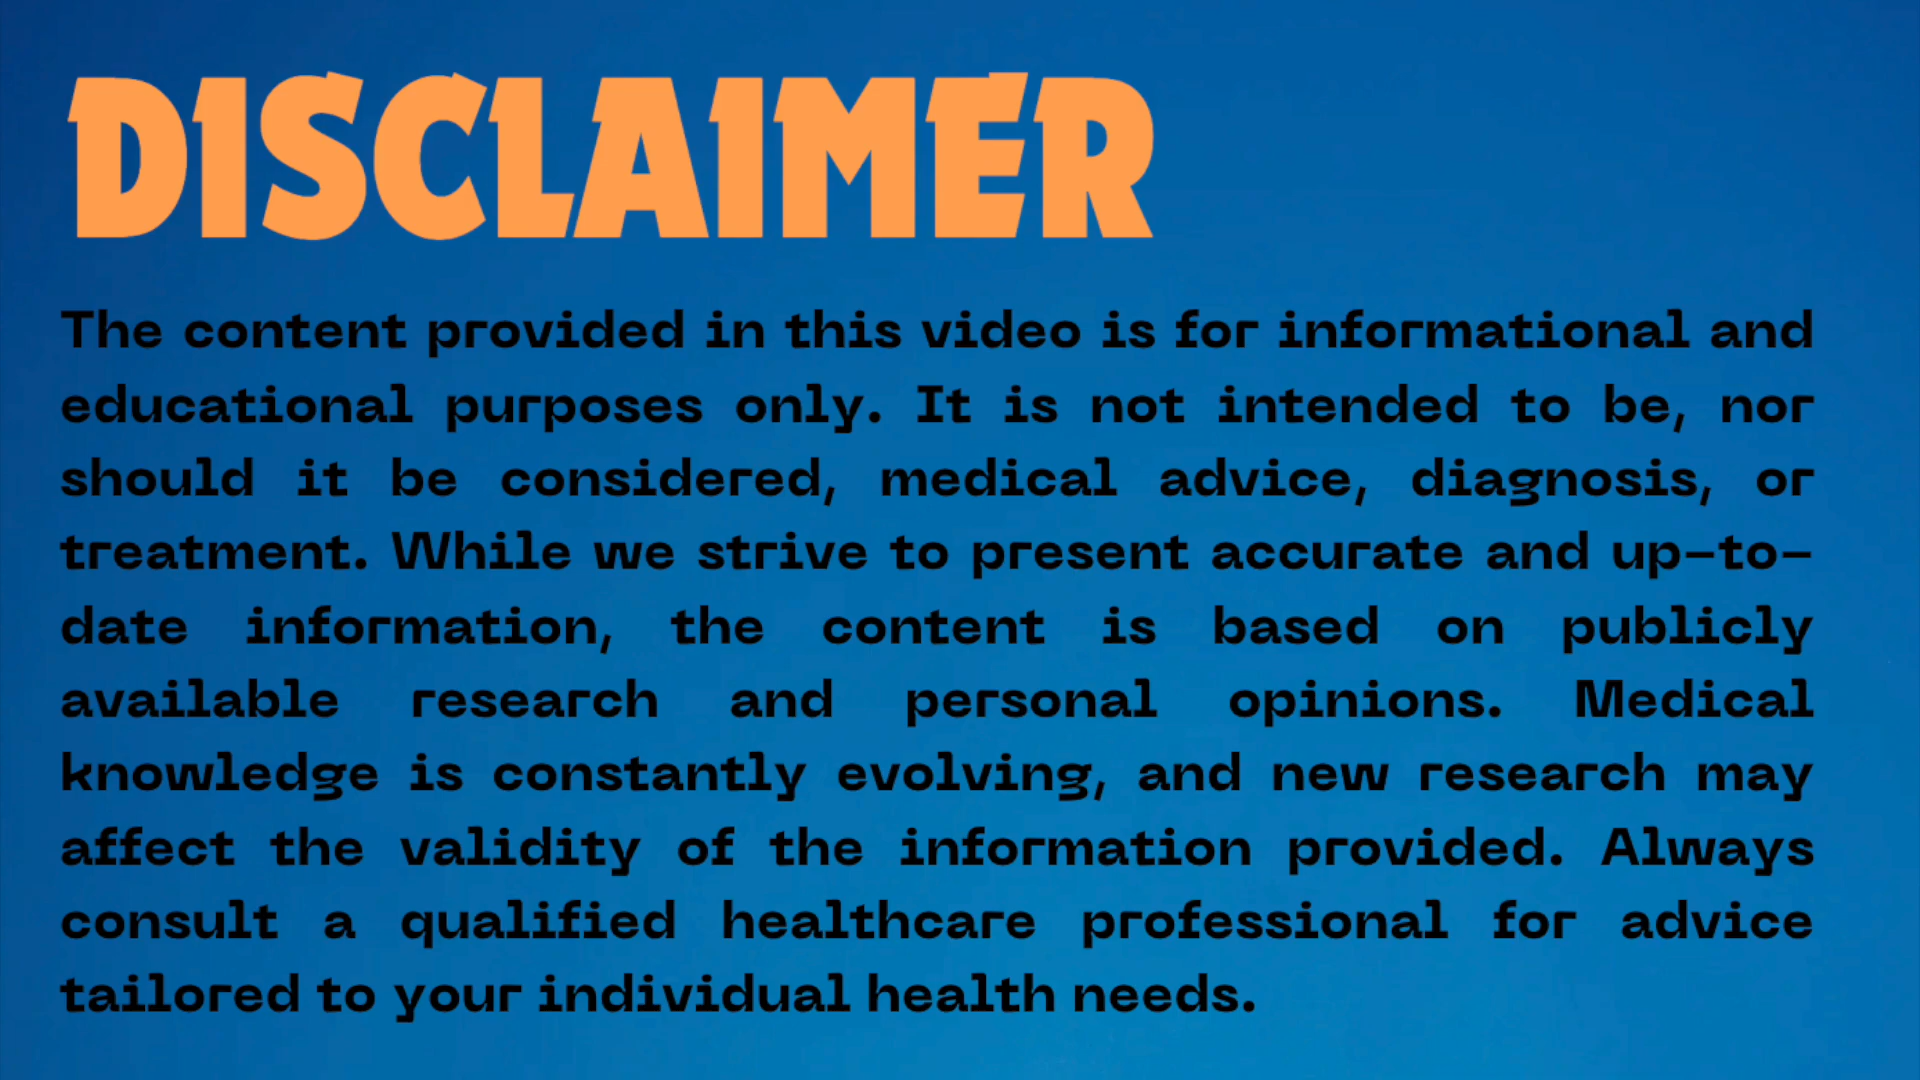 DISCLAIMER
The content provided in this video is for informational and
educational purposes only. It is not intended to be, nor
should it be considered, medical advice, diagnosis, or
treatment. While we strive to present accurate and up-to-
date information, the content is based on publicly
available research and personal opinions. Medical
knowledge is constantly evolving, and new research may
affect the validity of the information provided. Always
consult a qualified healthcare professional for advice
tailored to your individual health needs.